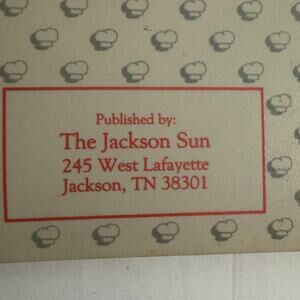 Published by:
The Jackson Sun
245 West Lafayette
Jackson, TN 38301